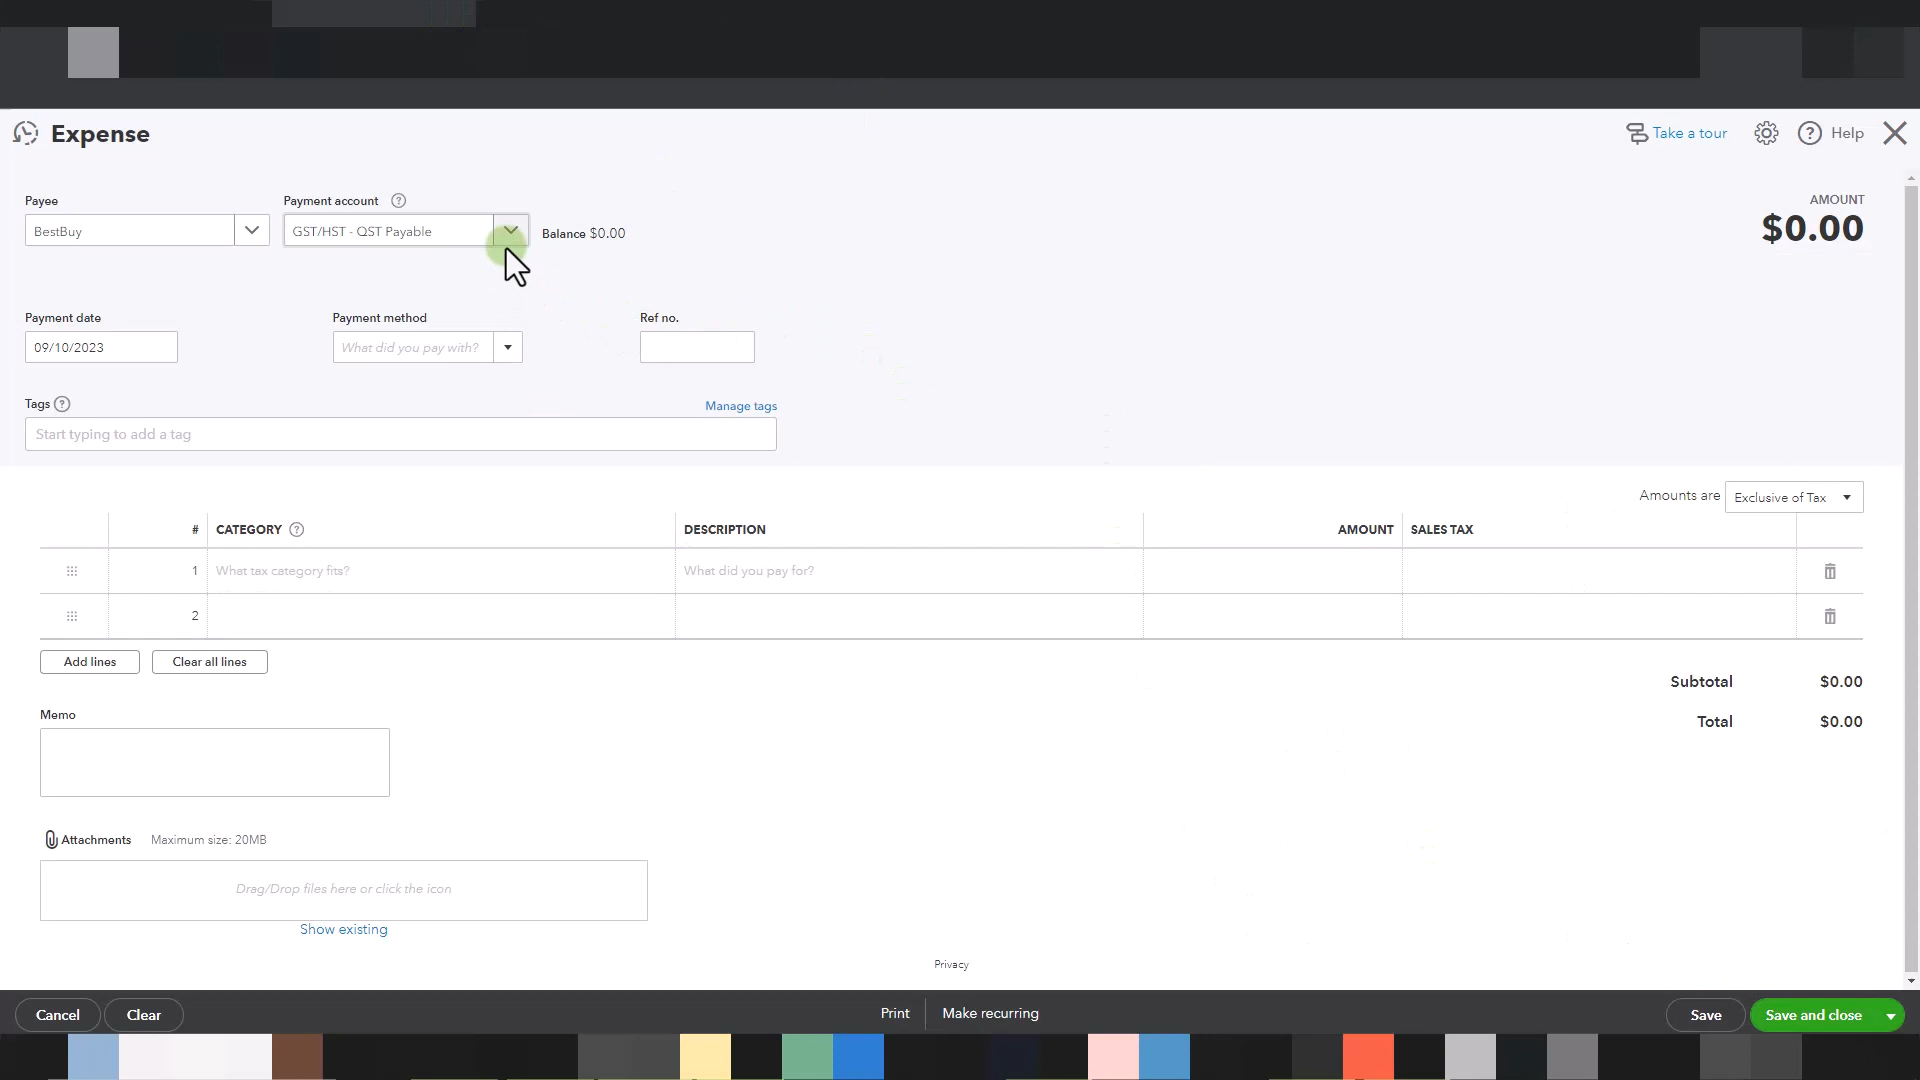 Expense
Take a tour
Help
Payee
Payment account
AMOUNT
BestBuy
GST/HST - QST Payable
Balance $0.00
$0.00
Payment date
Payment method
Ref no.
09/10/2023
What did you pay with?
Tags
Manage tags
Start typing to add a tag
Amounts are
Exclusive of Tax
# CATEGORY DESCRIPTION AMOUNT SALES TAX
1 What tax category fits? What did you pay for?
2
Add lines
Clear all lines
Subtotal $0.00
Total $0.00
Memo
Attachments Maximum size: 20MB
Drag/Drop files here or click the icon
Show existing
Privacy
Cancel
Clear
Print
Make recurring
Save
Save and close